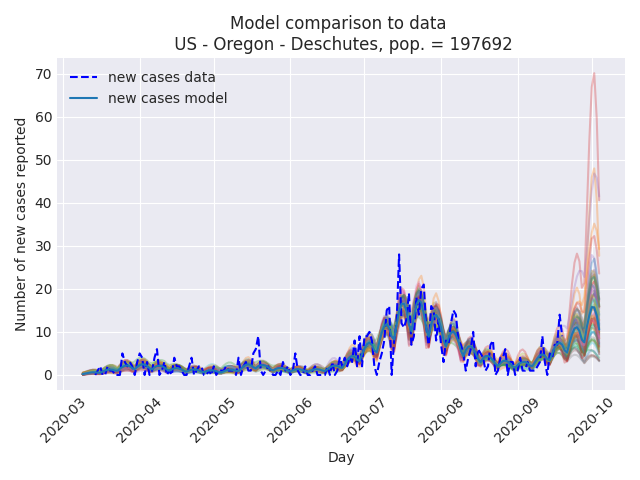 Model comparison to data
US - Oregon - Deschutes, pop. = 197692
new cases data
new cases model
Number of new cases reported
70
60
50
40
30
20
10
0
2020-03
2020-04
2020-05
2020-06
2020-07
2020-08
2020-09
2020-10
Day